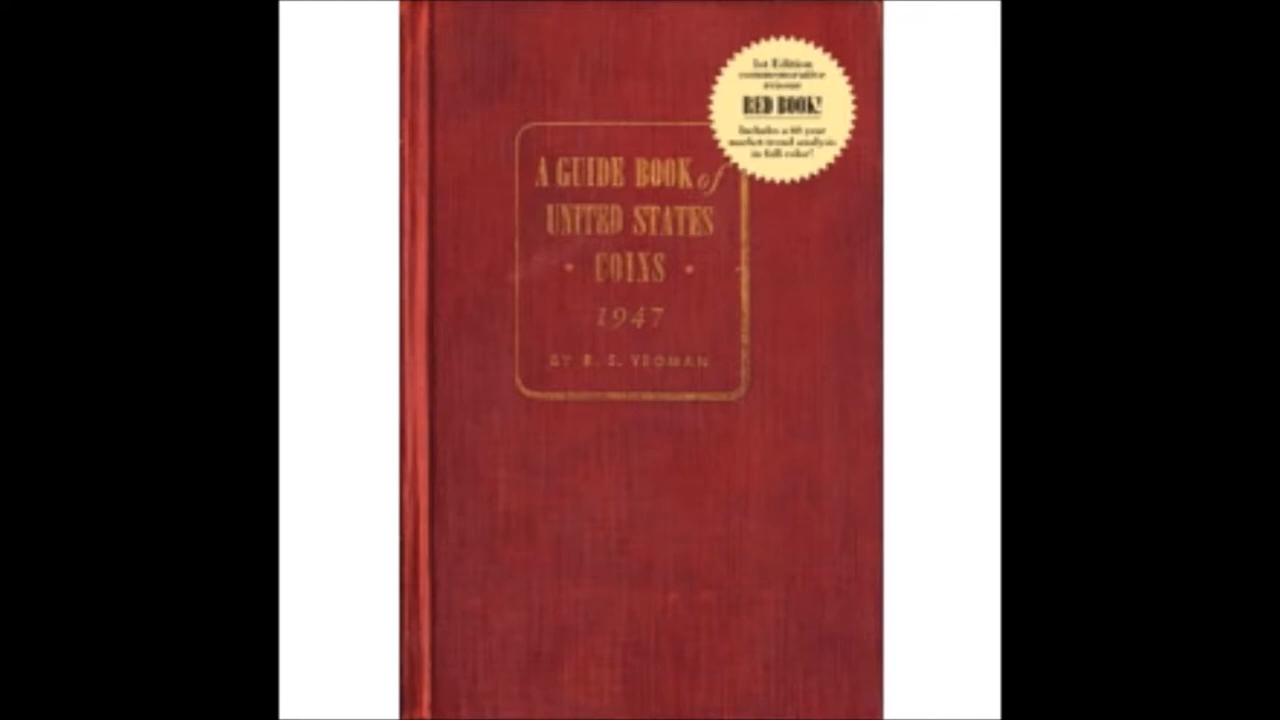 1st Edition
commemorative
reissue
RED BOOK!
Includes a 60 year
market-trend analysis
in full color!
A GUIDE BOOK of
UNITED STATES
· COINS ·
1947
BY R. S. YEOMAN